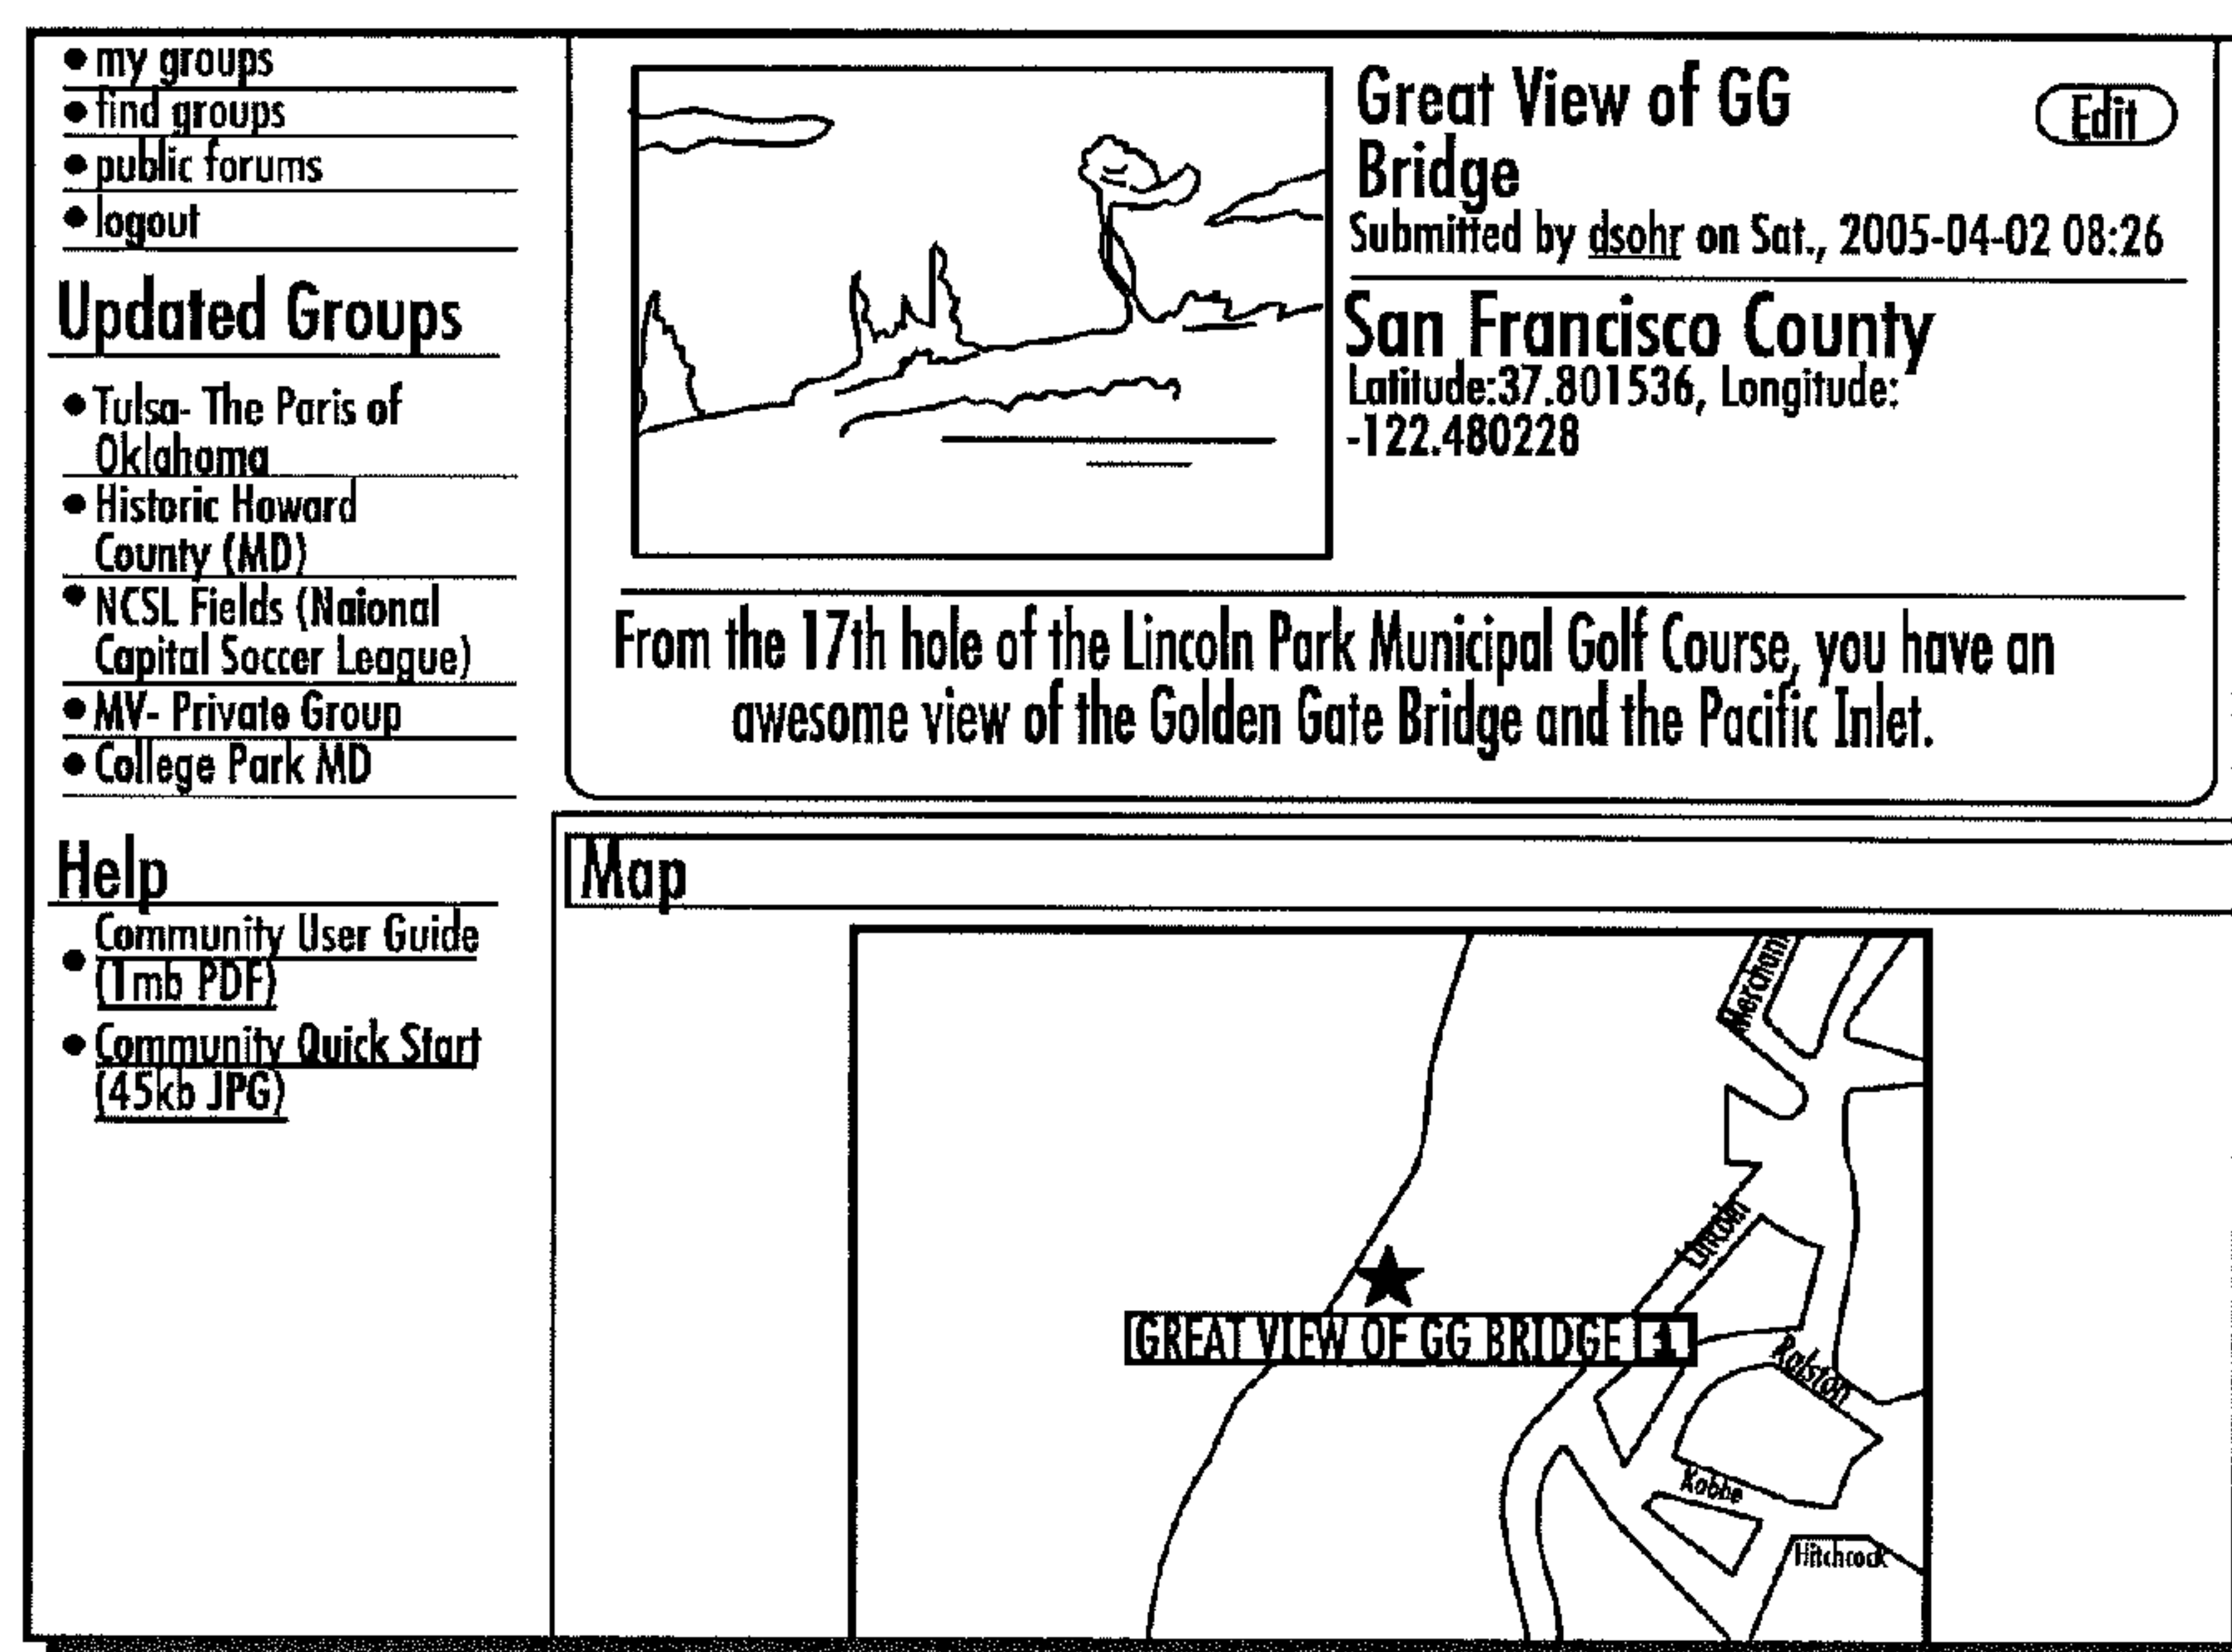 my groups
find groups
public forums
logout
Updated Groups
Tulsa- The Paris of
Oklahoma
Historic Howard
County (MD)
NCSL Fields (Naional
Capital Soccer League)
MV- Private Group
College Park MD
Help
Community User Guide
(1mb PDF)
Community Quick Start
(45kb JPG)
Great View of GG
Bridge
Edit
Submitted by dsohr on Sat., 2005-04-02 08:26
San Francisco County
Latitude:37.801536, Longitude:
-122.480228
From the 17th hole of the Lincoln Park Municipal Golf Course, you have an
awesome view of the Golden Gate Bridge and the Pacific Inlet.
Map
Merchant
Lincoln
GREAT VIEW OF GG BRIDGE 1
Ralston
Kobbe
Hitchcock